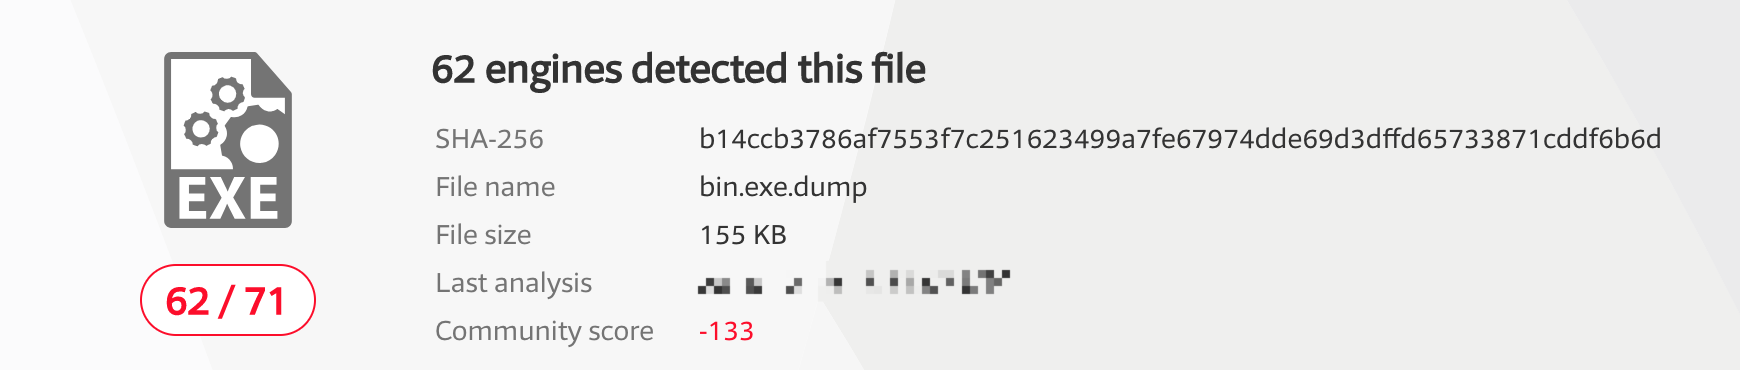 62 engines detected this file
SHA-256 b14ccb3786af7553f7c251623499a7fe67974dde69d3dffd65733871cddf6b6d
File name bin.exe.dump
File size 155 KB
Last analysis
Community score -133
EXE
62 / 71